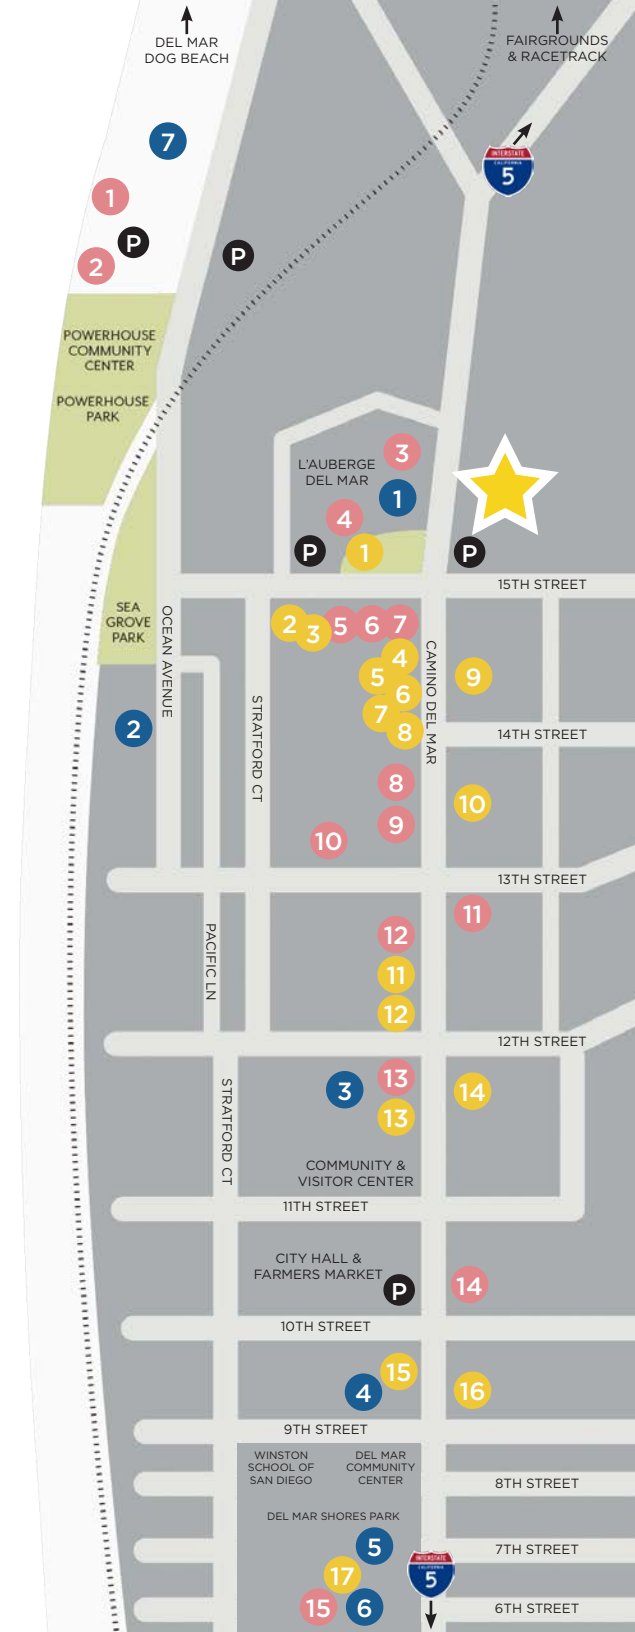 DEL MAR
DOG BEACH
FAIRGROUNDS
& RACETRACK
7
INTERSTATE
CALIFORNIA
5
1
P
2
P
POWERHOUSE
COMMUNITY
CENTER
POWERHOUSE
PARK
3
L'AUBERGE
DEL MAR
1
4
P
1
P
15TH STREET
SEA
GROVE
PARK
OCEAN AVENUE
2
3
5
6
7
CAMINO DEL MAR
4
5
9
6
7
8
STRATFORD CT
2
14TH STREET
8
10
9
10
13TH STREET
11
12
PACIFIC LN
11
12
12TH STREET
STRATFORD CT
3
13
14
13
COMMUNITY &
VISITOR CENTER
11TH STREET
CITY HALL &
FARMERS MARKET
P
14
10TH STREET
15
4
16
9TH STREET
WINSTON
SCHOOL OF
SAN DIEGO
DEL MAR
COMMUNITY
CENTER
8TH STREET
DEL MAR SHORES PARK
5
7TH STREET
INTERSTATE
CALIFORNIA
5
17
15
6
6TH STREET